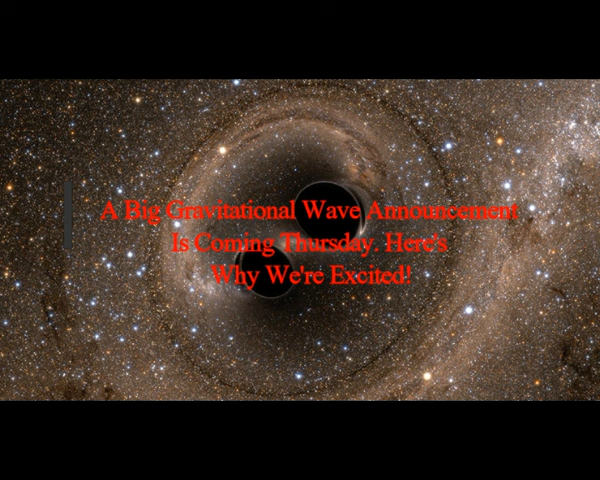 A Big Gravitational Wave Announcement
Is Coming Thursday. Here's
Why We're Excited!